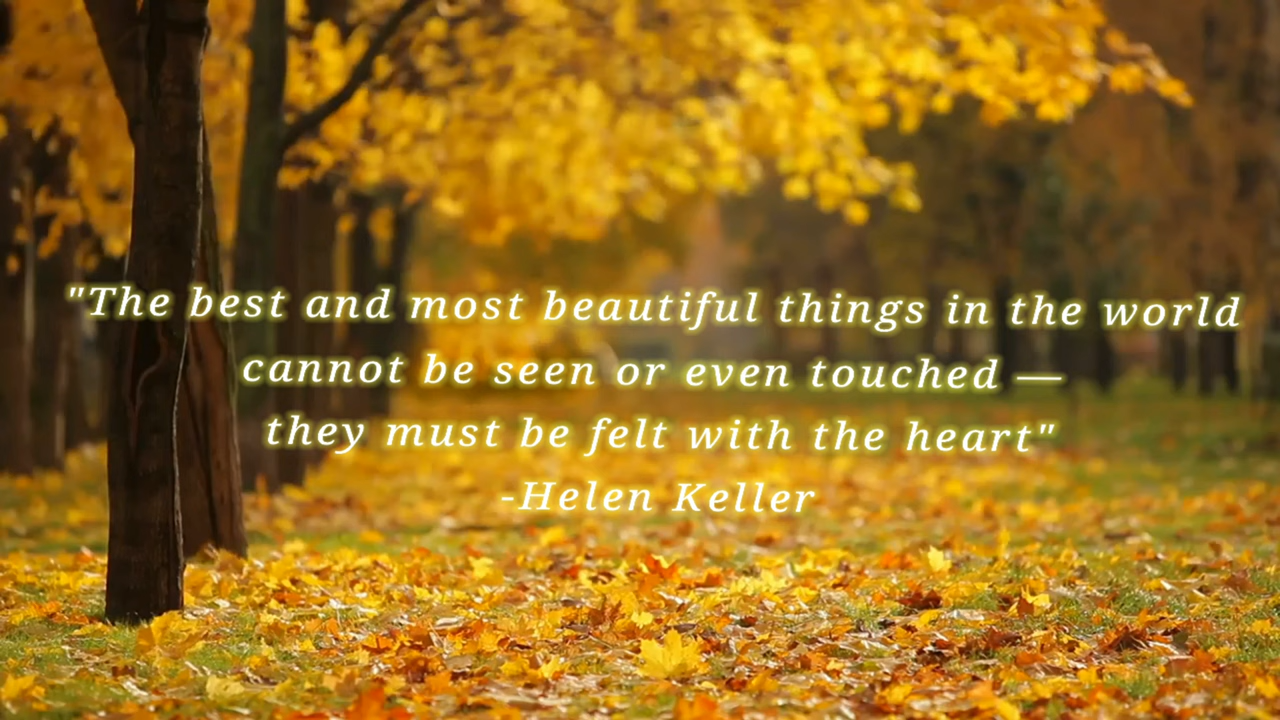 "The best and most beautiful things in the world
cannot be seen or even touched —
they must be felt with the heart"
-Helen Keller